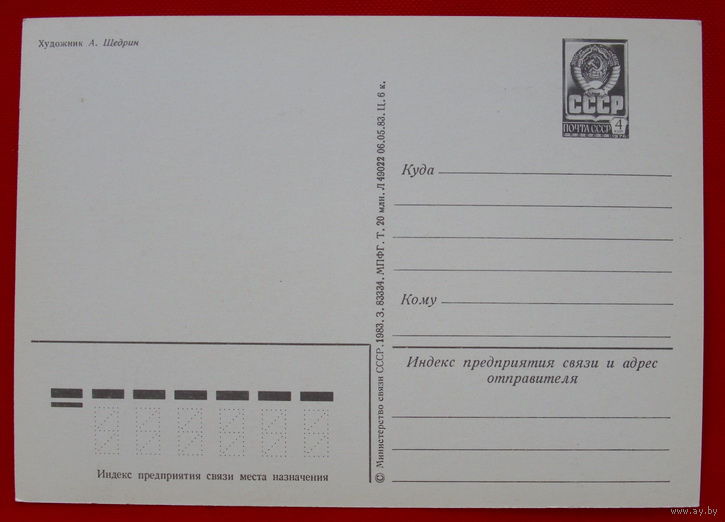 Художник А. Щедрин
СССР
ПОЧТА СССР 4
Куда
Кому
© Министерство связи СССР. 1983. З. 83334. МПФГ. Т. 20 млн. Л 49022 06.05.83. Ц. 6 к.
Индекс предприятия связи и адрес
отправителя
Индекс предприятия связи места назначения
www.ay.by